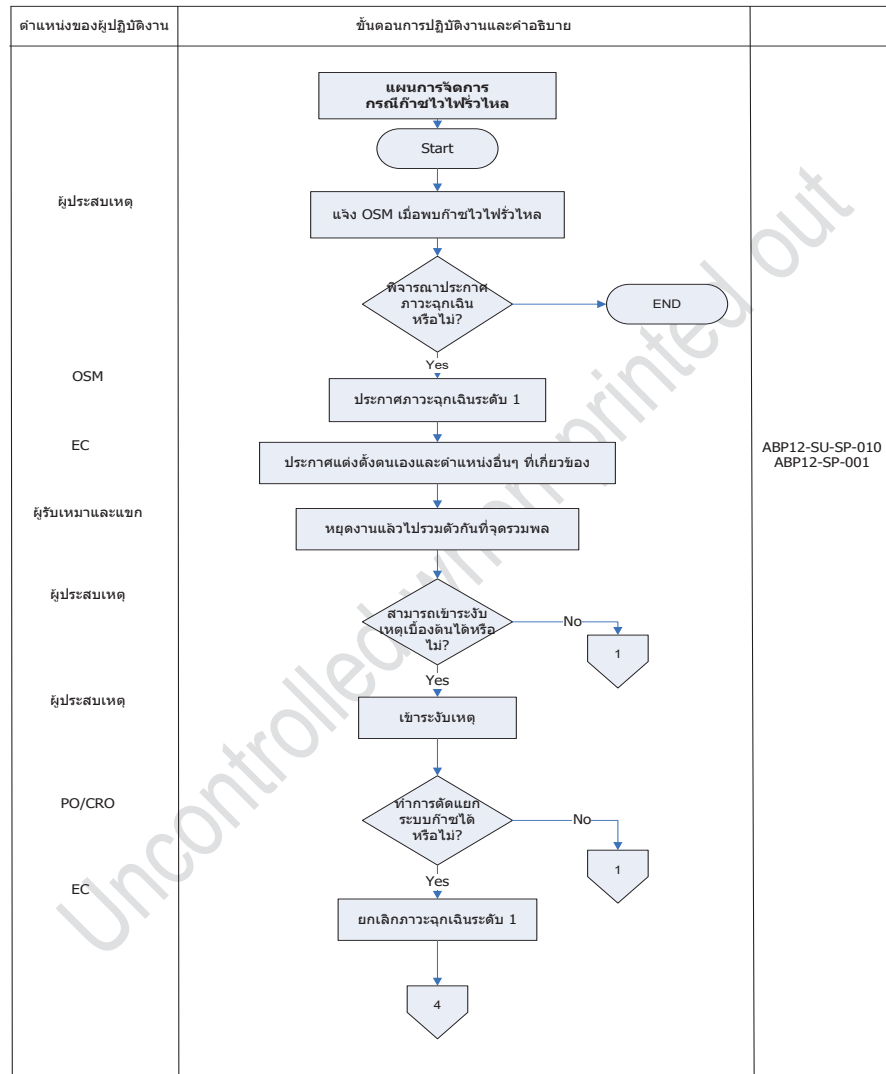 ตำแหน่งของผู้ปฏิบัติงาน
ขั้นตอนการปฏิบัติงานและคำอธิบาย
แผนการจัดการ
กรณีก๊าซไวไฟรั่วไหล
Start
ผู้ประสบเหตุ
แจ้ง OSM เมื่อพบก๊าซไวไฟรั่วไหล
พิจารณาประกาศ
ภาวะฉุกเฉิน
หรือไม่?
END
Yes
OSM
ประกาศภาวะฉุกเฉินระดับ 1
EC
ประกาศแต่งตั้งตนเองและตำแหน่งอื่นๆ ที่เกี่ยวข้อง
ABP12-SU-SP-010
ABP12-SP-001
ผู้รับเหมาและแขก
หยุดงานแล้วไปรวมตัวกันที่จุดรวมพล
ผู้ประสบเหตุ
สามารถเข้าระงับ
เหตุเบื้องต้นได้หรือ
ไม่?
No
1
Yes
ผู้ประสบเหตุ
เข้าระงับเหตุ
PO/CRO
ทำการตัดแยก
ระบบก๊าซได้
หรือไม่?
No
1
Yes
EC
ยกเลิกภาวะฉุกเฉินระดับ 1
4
Uncontrolled when printed out